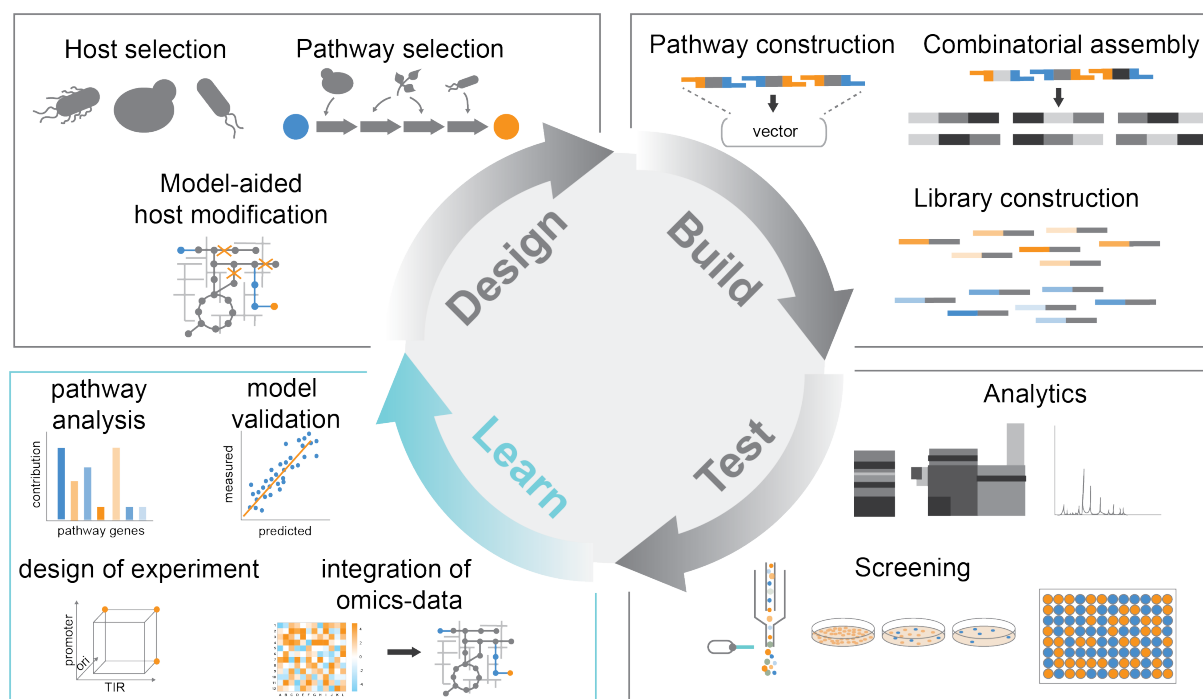 Host selection
Pathway selection
Model-aided
host modification
Pathway construction
Combinatorial assembly
vector
Library construction
Design
Build
Test
Learn
pathway
analysis
contribution
pathway genes
model
validation
measured
predicted
design of experiment
promoter
ori
TIR
integration of
omics-data
Analytics
Screening